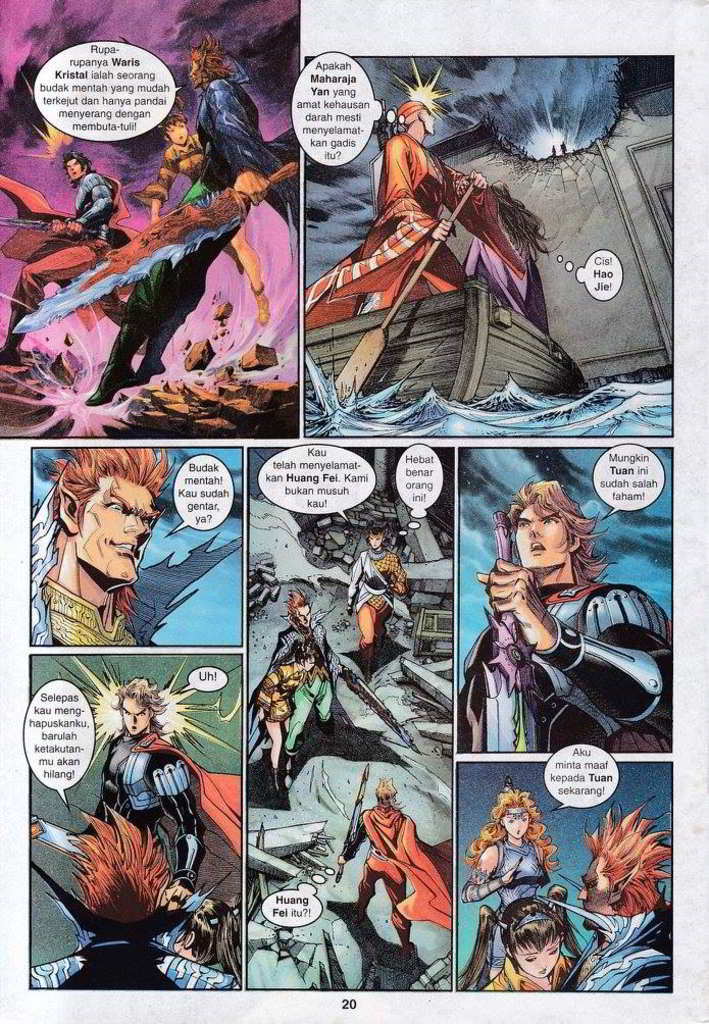 Rupa-
rupanya Waris
Kristal ialah seorang
budak mentah yang mudah
terkejut dan hanya pandai
menyerang dengan
membuta-tuli!
Apakah
Maharaja
Yan yang
amat kehausan
darah mesti
menyelamat-
kan gadis
itu?
Cis!
Hao
Jie!
Budak
mentah!
Kau sudah
gentar,
ya?
Kau
telah menyelamat-
kan Huang Fei. Kami
bukan musuh
kau!
Hebat
benar
orang
ini!
Mungkin
Tuan ini
sudah salah
faham!
Selepas
kau meng-
hapuskanku,
barulah
ketakutan-
mu akan
hilang!
Uh!
Huang
Fei itu?!
Aku
minta maaf
kepada Tuan
sekarang!
20